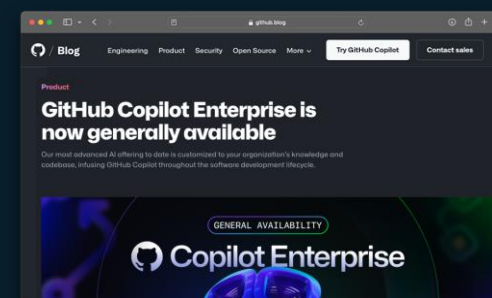 github.blog
/ Blog Engineering Product Security Open Source More Try GitHub Copilot Contact sales
Product
GitHub Copilot Enterprise is
now generally available
Our most advanced AI offering to date is customized to your organization's knowledge and
codebase, infusing GitHub Copilot throughout the software development lifecycle.
GENERAL AVAILABILITY
Copilot Enterprise